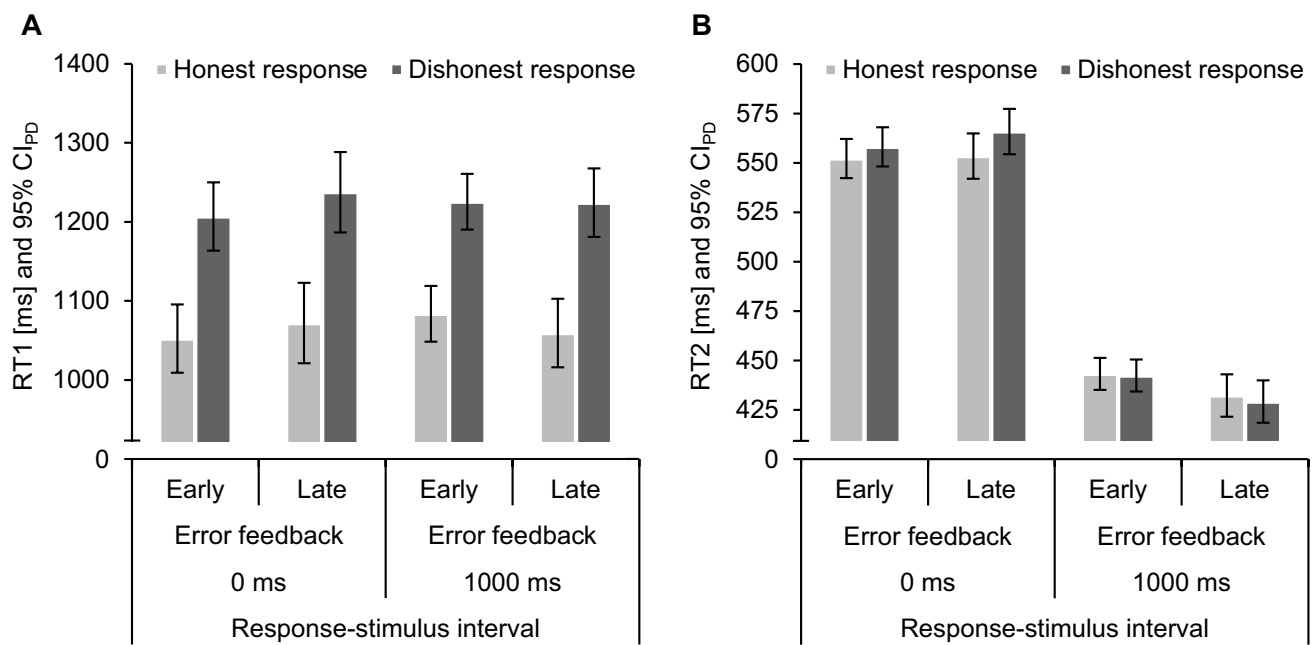 A
1400
Honest response
Dishonest response
1300
1200
1100
1000
0
RT1 [ms] and 95% CI_PD
Early
Late
Early
Late
Error feedback
Error feedback
0 ms
1000 ms
Response-stimulus interval
B
600
Honest response
Dishonest response
575
550
525
500
475
450
425
0
RT2 [ms] and 95% CI_PD
Early
Late
Early
Late
Error feedback
Error feedback
0 ms
1000 ms
Response-stimulus interval